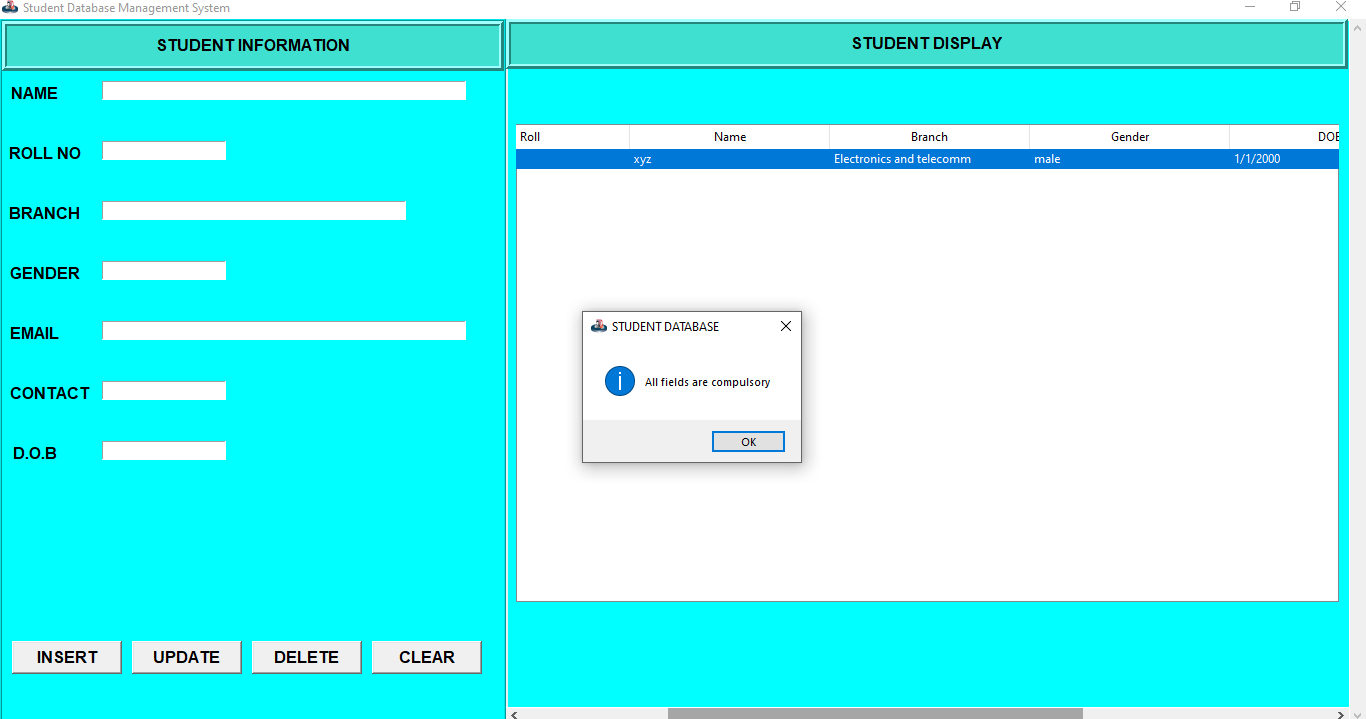 Student Database Management System
STUDENT INFORMATION
STUDENT DISPLAY
NAME
ROLL NO
BRANCH
GENDER
EMAIL
CONTACT
D.O.B
INSERT UPDATE DELETE CLEAR
Roll Name Branch Gender DOB
xyz Electronics and telecomm male 1/1/2000
STUDENT DATABASE
All fields are compulsory
OK